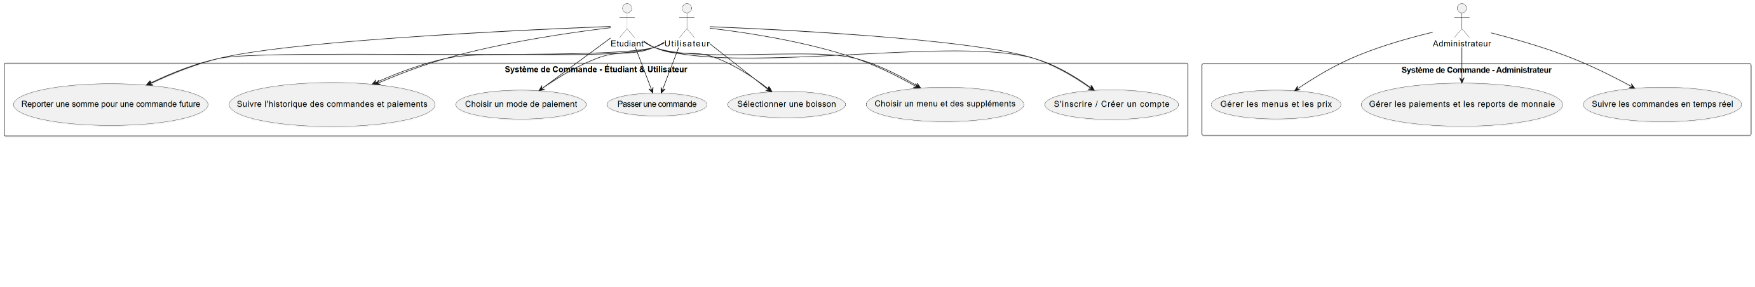 Étudiant
Utilisateur
Administrateur
Système de Commande - Étudiant & Utilisateur
Système de Commande - Administrateur
Reporter une somme pour une commande future
Suivre l'historique des commandes et paiements
Choisir un mode de paiement
Passer une commande
Sélectionner une boisson
Choisir un menu et des suppléments
S'inscrire / Créer un compte
Gérer les menus et les prix
Gérer les paiements et les reports de monnaie
Suivre les commandes en temps réel